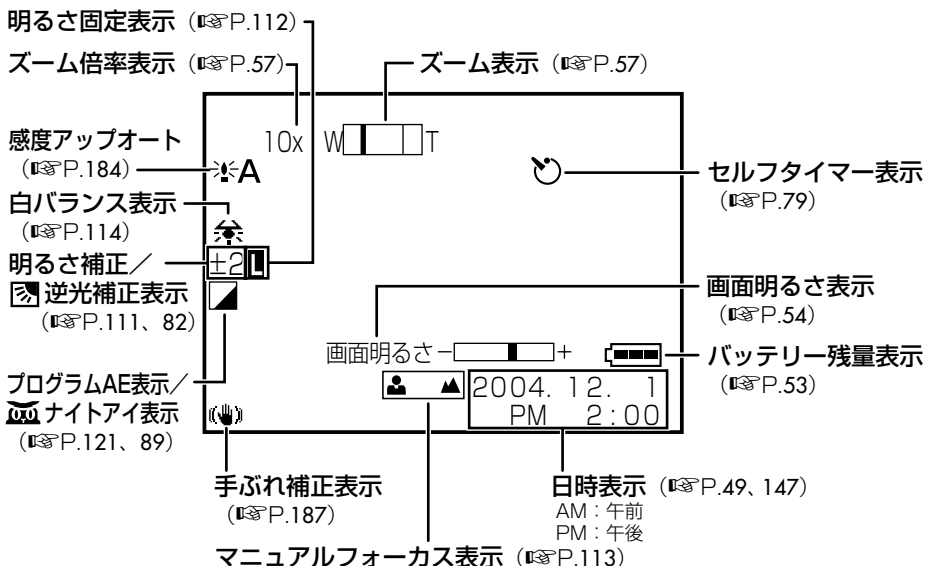 明るさ固定表示（☞P.112）
ズーム倍率表示（☞P.57）
ズーム表示（☞P.57）
10x W T
感度アップオート
（☞P.184）
A
セルフタイマー表示
（☞P.79）
白バランス表示
（☞P.114）
±2 L
明るさ補正／
逆光補正表示
（☞P.111、82）
画面明るさ表示
（☞P.54）
画面明るさ − +
バッテリー残量表示
（☞P.53）
プログラムAE表示／
ナイトアイ表示
（☞P.121、89）
2004. 12. 1
PM 2:00
手ぶれ補正表示
（☞P.187）
日時表示（☞P.49、147）
AM：午前
PM：午後
マニュアルフォーカス表示（☞P.113）